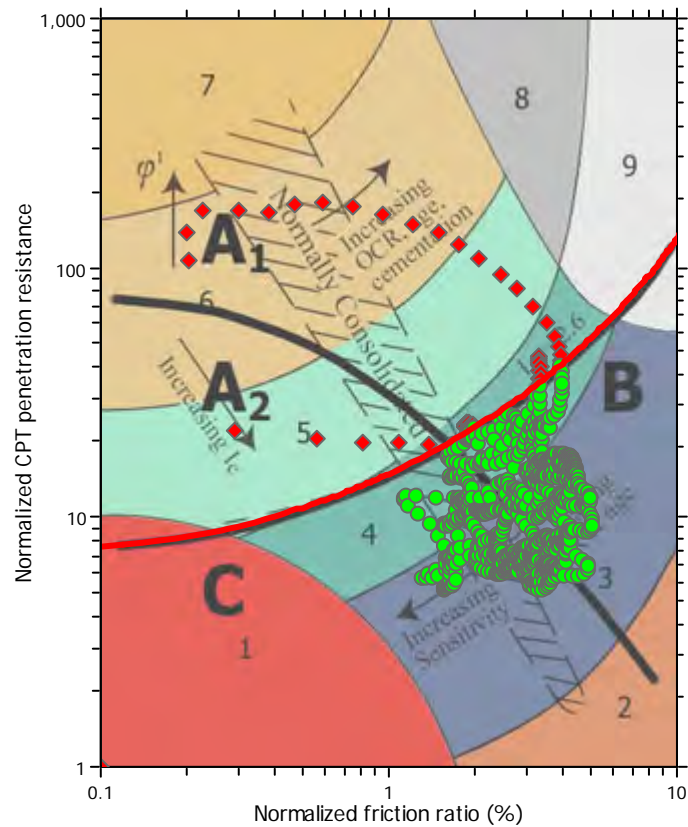 1,000
100
10
1
Normalized CPT penetration resistance
0.1
1
10
Normalized friction ratio (%)
7
8
9
φ'
A1
Normally Consolidated
Increasing
OCR, age,
cementation
6
A2
Increasing Ic
5
B
4
C
3
Increasing
Sensitivity
1
2